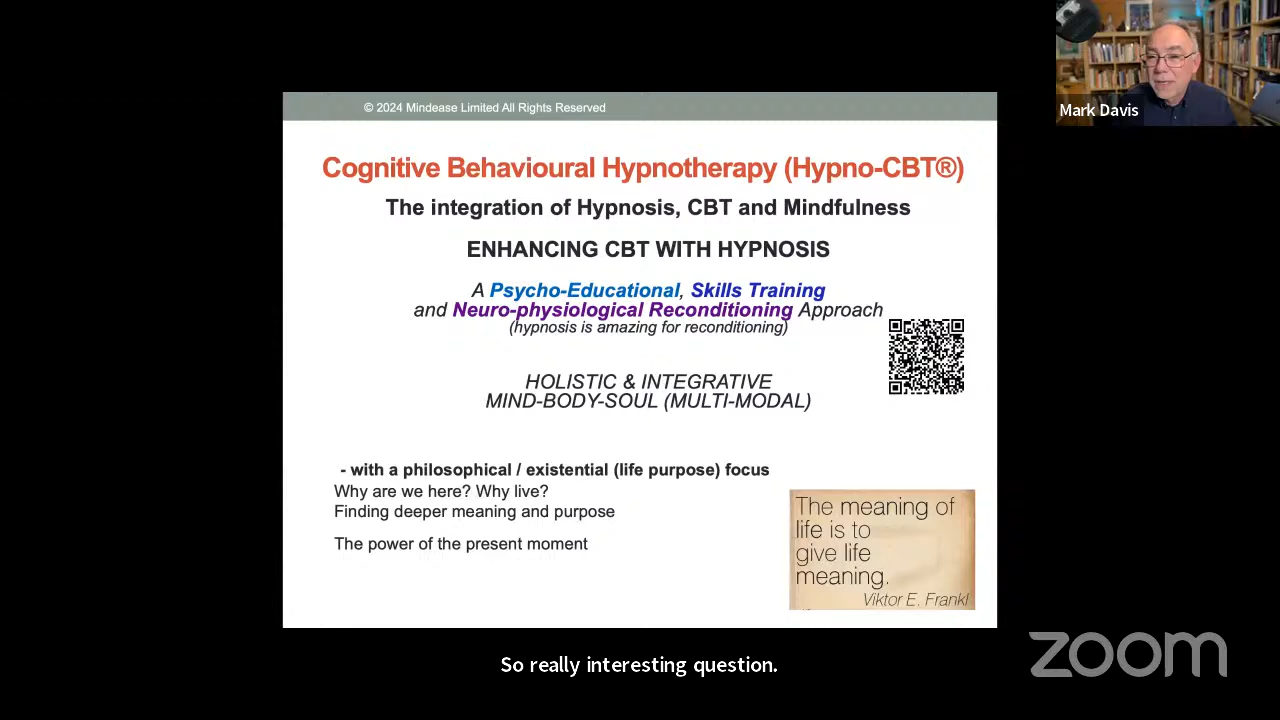 © 2024 Mindease Limited All Rights Reserved
Mark Davis
Cognitive Behavioural Hypnotherapy (Hypno-CBT®)
The integration of Hypnosis, CBT and Mindfulness
ENHANCING CBT WITH HYPNOSIS
A Psycho-Educational, Skills Training
and Neuro-physiological Reconditioning Approach
(hypnosis is amazing for reconditioning)
HOLISTIC & INTEGRATIVE
MIND-BODY-SOUL (MULTI-MODAL)
- with a philosophical / existential (life purpose) focus
Why are we here? Why live?
Finding deeper meaning and purpose
The power of the present moment
The meaning of
life is to
give life
meaning.
Viktor E. Frankl
So really interesting question.
zoom